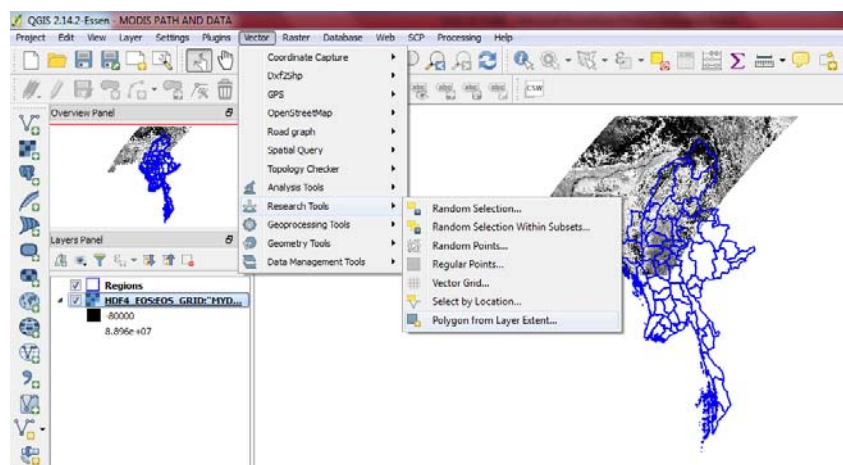 QGIS 2.14.2-Essen - MODIS PATH AND DATA
Project Edit View Layer Settings Plugins Vector Raster Database Web SCP Processing Help
Coordinate Capture
Dxf2Shp
GPS
OpenStreetMap
Road graph
Spatial Query
Topology Checker
Analysis Tools
Research Tools
Geoprocessing Tools
Geometry Tools
Data Management Tools
Random Selection...
Random Selection Within Subsets...
Random Points...
Regular Points...
Vector Grid...
Select by Location...
Polygon from Layer Extent...
CSW
Overview Panel
Layers Panel
Regions
HDF4_EOS:EOS_GRID:"MYD...
-80000
8.896e+07